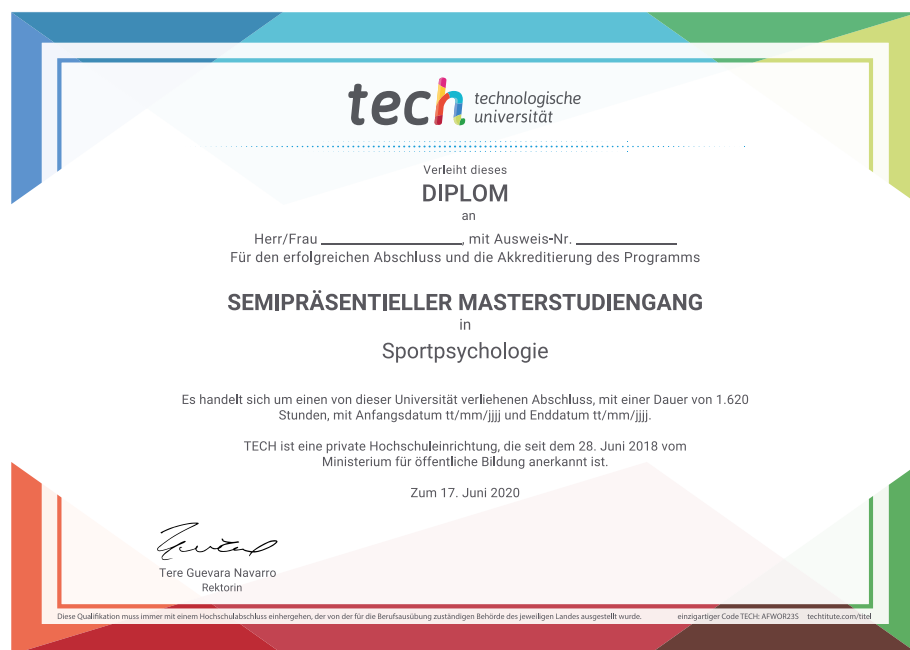 tech technologische
universität
Verleiht dieses
DIPLOM
an
Herr/Frau ____________, mit Ausweis-Nr. ____________
Für den erfolgreichen Abschluss und die Akkreditierung des Programms
SEMIPRÄSENTIELLER MASTERSTUDIENGANG
in
Sportpsychologie
Es handelt sich um einen von dieser Universität verliehenen Abschluss, mit einer Dauer von 1.620
Stunden, mit Anfangsdatum tt/mm/jjjj und Enddatum tt/mm/jjjj.
TECH ist eine private Hochschuleinrichtung, die seit dem 28. Juni 2018 vom
Ministerium für öffentliche Bildung anerkannt ist.
Zum 17. Juni 2020
Tere Guevara Navarro
Rektorin
Diese Qualifikation muss immer mit einem Hochschulabschluss einhergehen, der von der für die Berufsausübung zuständigen Behörde des jeweiligen Landes ausgestellt wurde. einzigartiger Code TECH: AFWOR23S techtitute.com/titel